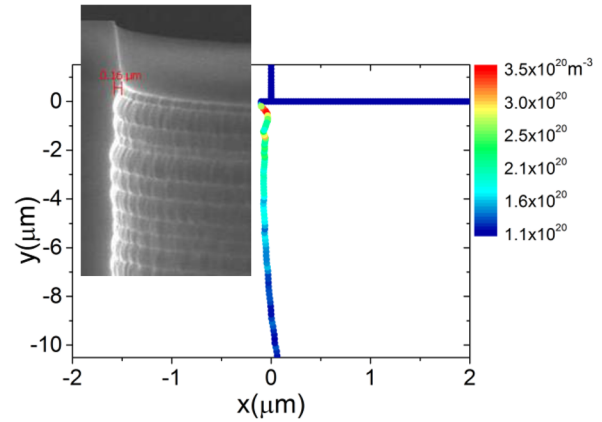 0.16 μm
3.5x10²⁰m⁻³
3.0x10²⁰
2.5x10²⁰
2.1x10²⁰
1.6x10²⁰
1.1x10²⁰
0
-2
-4
-6
-8
-10
y(μm)
-2 -1 0 1 2
x(μm)